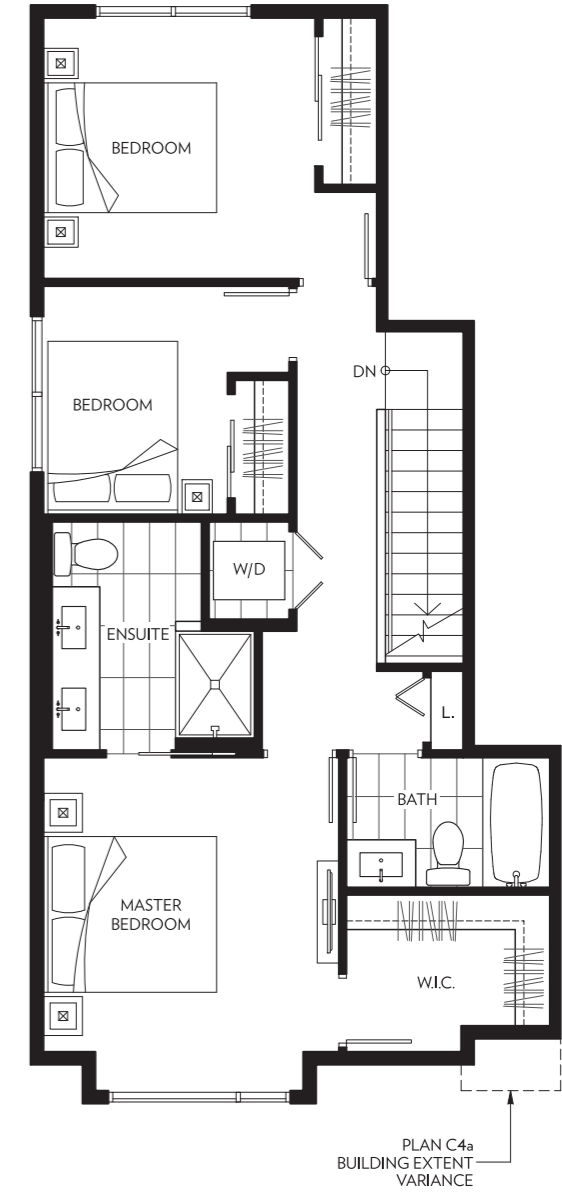 BEDROOM
DN
BEDROOM
W/D
ENSUITE
L.
BATH
MASTER
BEDROOM
W.I.C.
PLAN C4a
BUILDING EXTENT
VARIANCE